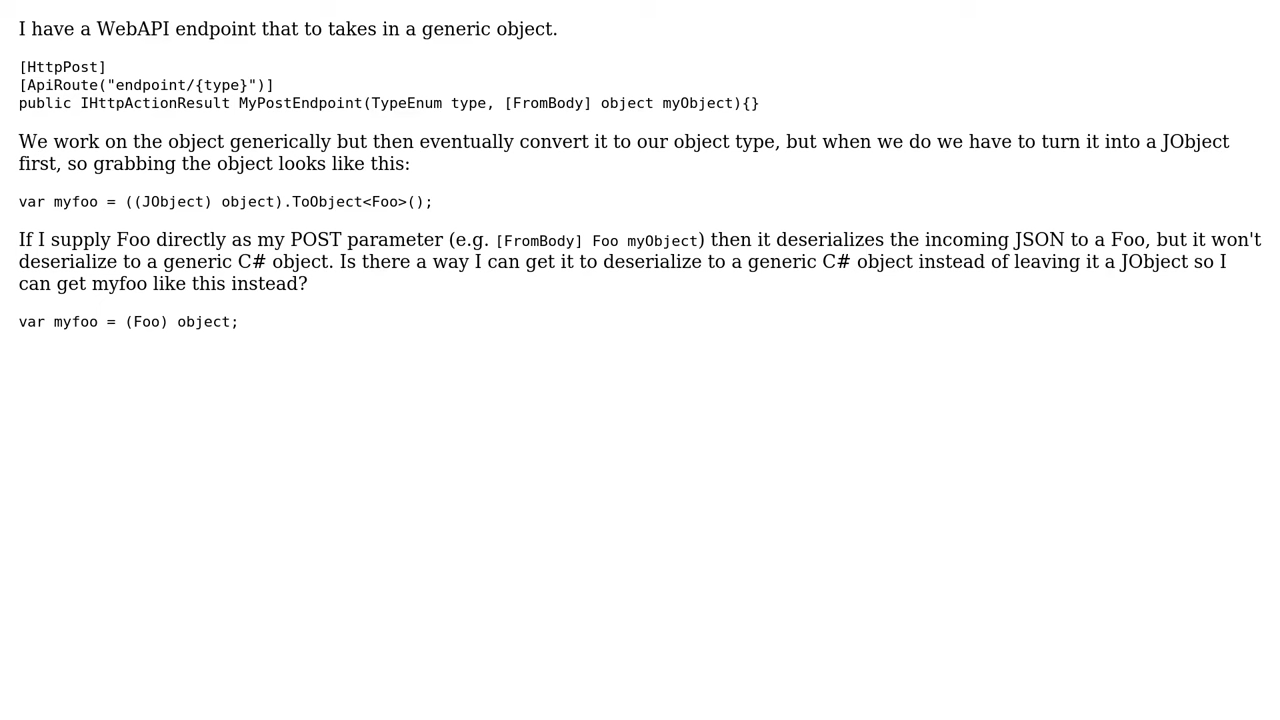 I have a WebAPI endpoint that to takes in a generic object.
[HttpPost]
[ApiRoute("endpoint/{type}")]
public IHttpActionResult MyPostEndpoint(TypeEnum type, [FromBody] object myObject){}
We work on the object generically but then eventually convert it to our object type, but when we do we have to turn it into a JObject
first, so grabbing the object looks like this:
var myfoo = ((JObject) object).ToObject<Foo>();
If I supply Foo directly as my POST parameter (e.g. [FromBody] Foo myObject) then it deserializes the incoming JSON to a Foo, but it won't
deserialize to a generic C# object. Is there a way I can get it to deserialize to a generic C# object instead of leaving it a JObject so I
can get myfoo like this instead?
var myfoo = (Foo) object;